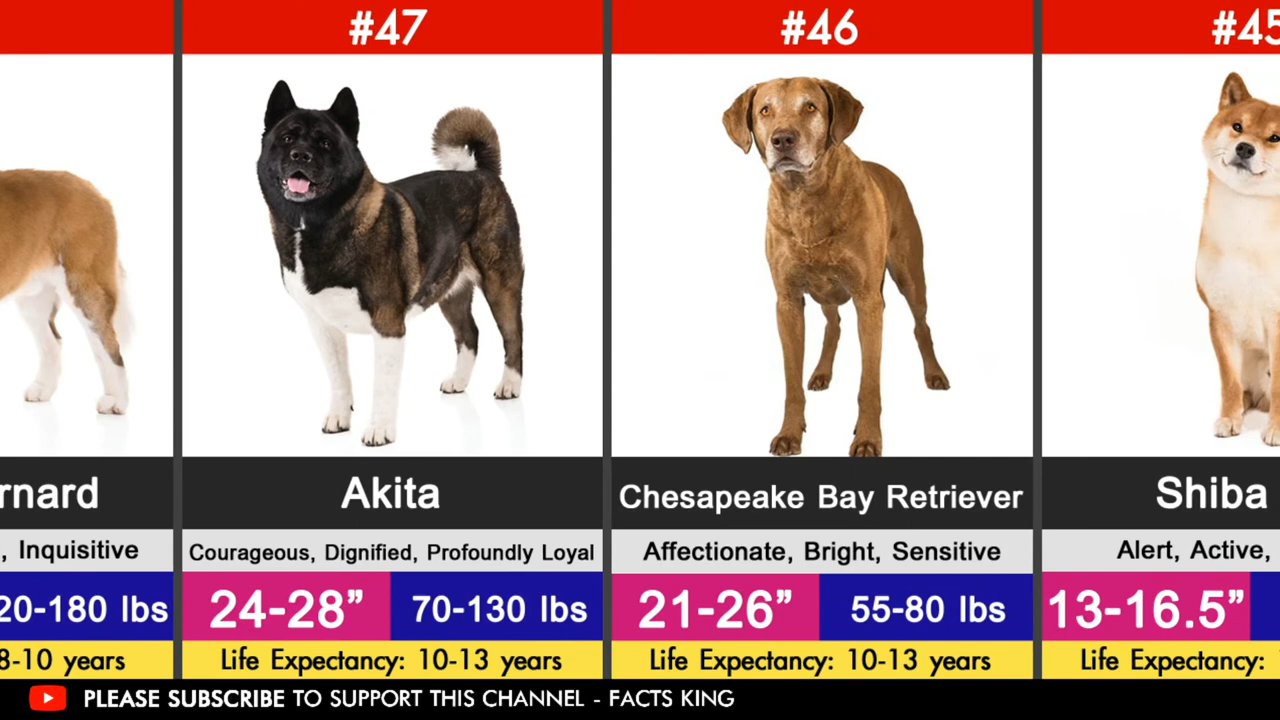 #47
#46
#45
rnard
Akita
Chesapeake Bay Retriever
Shiba
, Inquisitive
Courageous, Dignified, Profoundly Loyal
Affectionate, Bright, Sensitive
Alert, Active,
20-180 lbs
24-28”
70-130 lbs
21-26”
55-80 lbs
13-16.5”
8-10 years
Life Expectancy: 10-13 years
Life Expectancy: 10-13 years
Life Expectancy:
PLEASE SUBSCRIBE TO SUPPORT THIS CHANNEL - FACTS KING